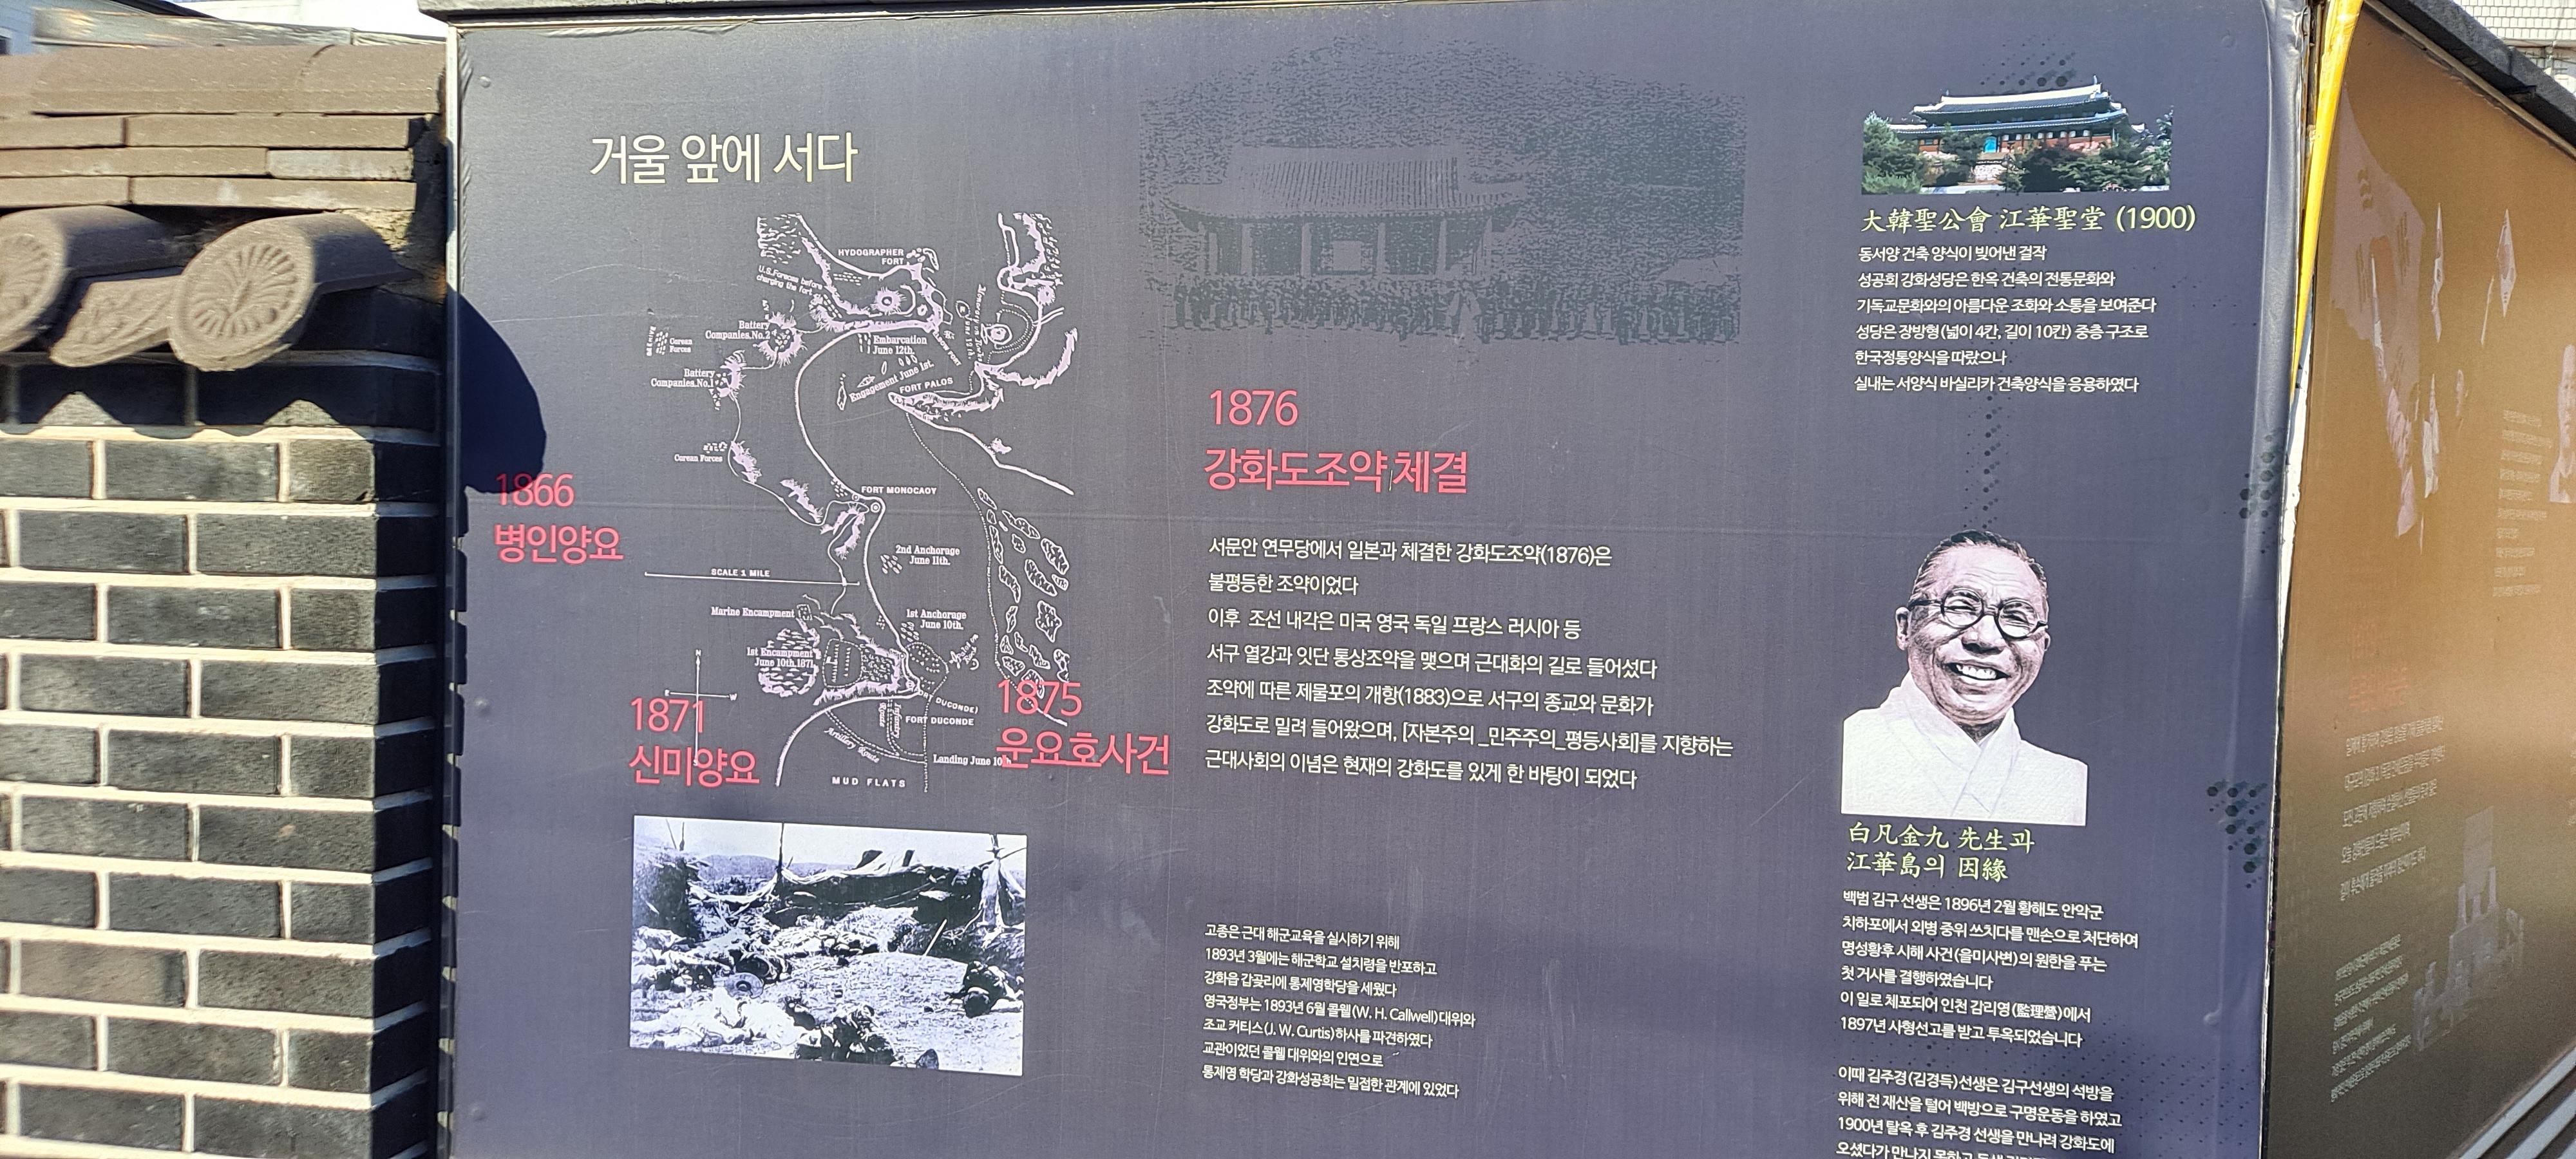 거울 앞에 서다
HYDOGRAPHER
FORT
U.S.Foreces before
charging the fort
Battery
Companies.No.2
Corean
Forces
Embarcation
June 12th.
Engagement June 1st.
FORT PALOS
Battery
Companies.No.1
Corean Forces
FORT MONOCAOY
2nd Anchorage
June 11th.
SCALE 1 MILE
Marine Encampment
1st Anchorage
June 10th.
1st Encampment
June 10th.1871.
N
E W
S
DUCONDE)
FORT DUCONDE
Infantry
Route
Artillery Route
Landing June 10th
MUD FLATS
1866
병인양요
1871
신미양요
1875
운요호사건
1876
강화도조약 체결
서문안 연무당에서 일본과 체결한 강화도조약(1876)은
불평등한 조약이었다
이후 조선 내각은 미국 영국 독일 프랑스 러시아 등
서구 열강과 잇단 통상조약을 맺으며 근대화의 길로 들어섰다
조약에 따른 제물포의 개항(1883)으로 서구의 종교와 문화가
강화도로 밀려 들어왔으며, [자본주의 _민주주의_평등사회]를 지향하는
근대사회의 이념은 현재의 강화도를 있게 한 바탕이 되었다
고종은 근대 해군교육을 실시하기 위해
1893년 3월에는 해군학교 설치령을 반포하고
강화읍 갑곶리에 통제영학당을 세웠다
영국정부는 1893년 6월 콜웰(W. H. Callwell)대위와
조교 커티스(J. W. Curtis)하사를 파견하였다
교관이었던 콜웰 대위와의 인연으로
통제영 학당과 강화성공회는 밀접한 관계에 있었다
大韓聖公會 江華聖堂 (1900)
동서양 건축 양식이 빚어낸 걸작
성공회 강화성당은 한옥 건축의 전통문화와
기독교문화와의 아름다운 조화와 소통을 보여준다
성당은 장방형(넓이 4칸, 길이 10칸) 중층 구조로
한국정통양식을 따랐으나
실내는 서양식 바실리카 건축양식을 응용하였다
白凡金九 先生과
江華島의 因緣
백범 김구 선생은 1896년 2월 황해도 안악군
치하포에서 왜병 중위 쓰치다를 맨손으로 처단하여
명성황후 시해 사건(을미사변)의 원한을 푸는
첫 거사를 결행하였습니다
이 일로 체포되어 인천 감리영(監理營)에서
1897년 사형선고를 받고 투옥되었습니다
이때 김주경(김경득)선생은 김구선생의 석방을
위해 전 재산을 털어 백방으로 구명운동을 하였고
1900년 탈옥 후 김주경 선생을 만나려 강화도에
오셨다가 만나지 못하고